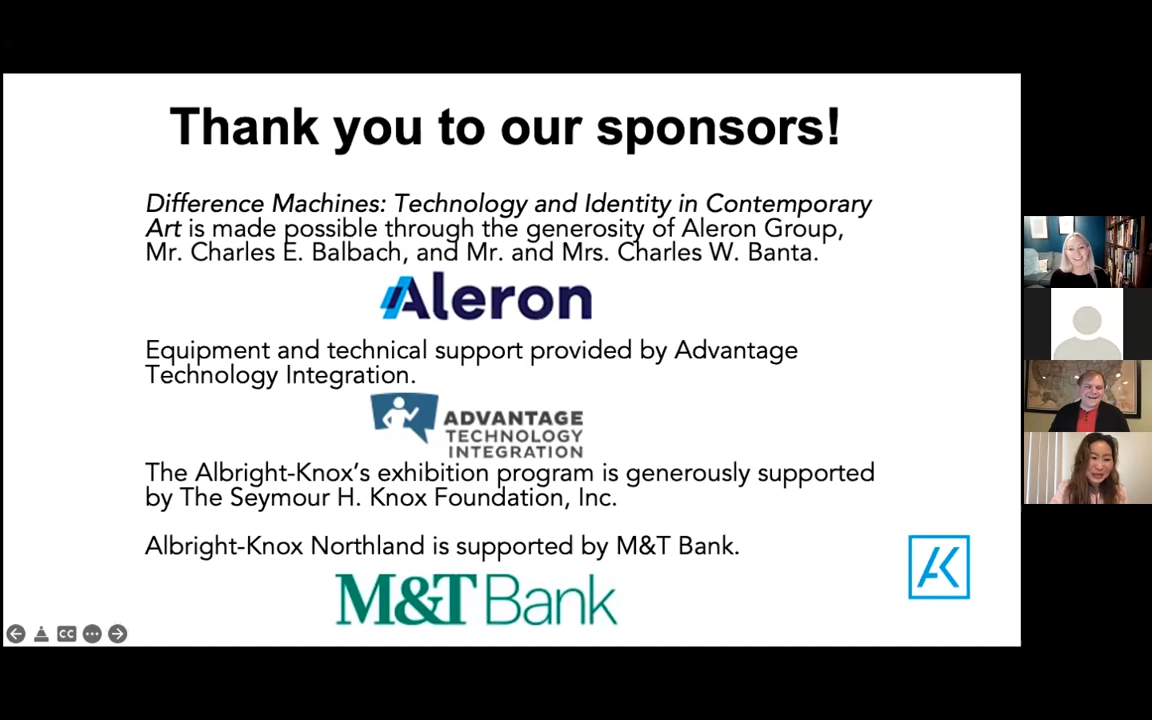 Thank you to our sponsors!
Difference Machines: Technology and Identity in Contemporary
Art is made possible through the generosity of Aleron Group,
Mr. Charles E. Balbach, and Mr. and Mrs. Charles W. Banta.
Aleron
Equipment and technical support provided by Advantage
Technology Integration.
ADVANTAGE
TECHNOLOGY
INTEGRATION
The Albright-Knox’s exhibition program is generously supported
by The Seymour H. Knox Foundation, Inc.
Albright-Knox Northland is supported by M&T Bank.
AK
M&T Bank
CC